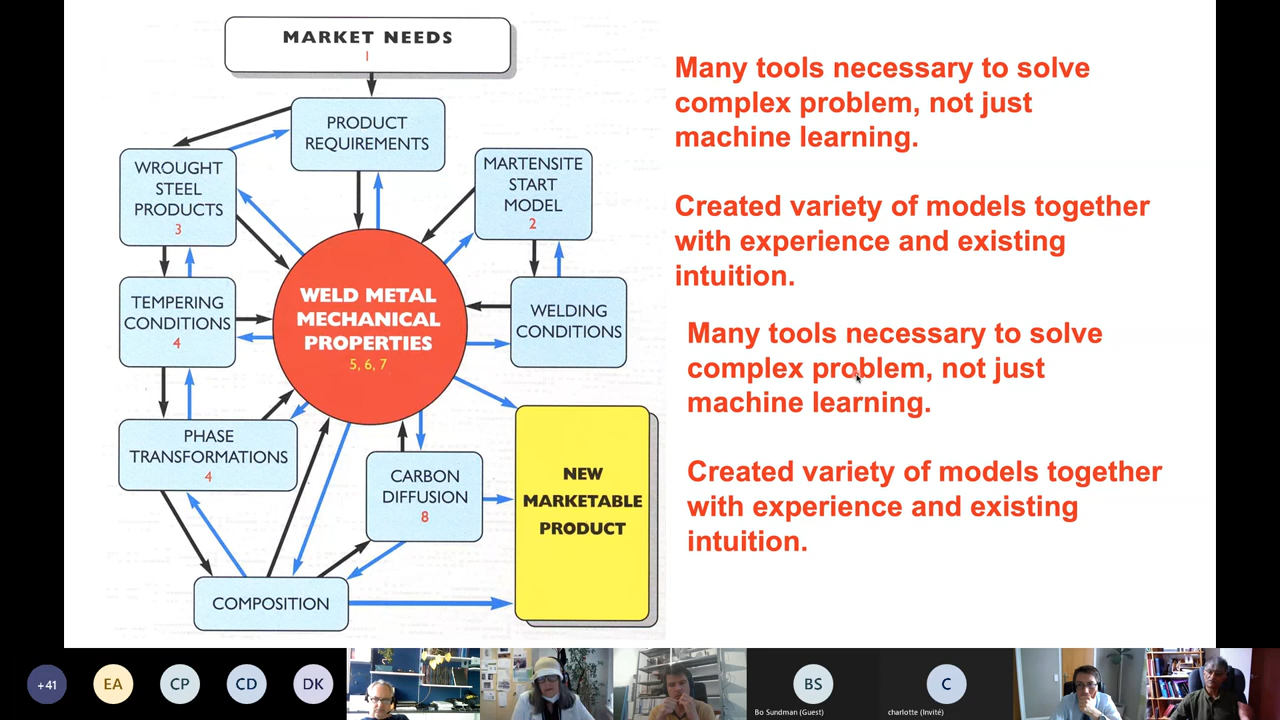 MARKET NEEDS
1
PRODUCT
REQUIREMENTS
WROUGHT
STEEL
PRODUCTS
3
MARTENSITE
START
MODEL
2
TEMPERING
CONDITIONS
4
WELD METAL
MECHANICAL
PROPERTIES
5, 6, 7
WELDING
CONDITIONS
PHASE
TRANSFORMATIONS
4
CARBON
DIFFUSION
8
NEW
MARKETABLE
PRODUCT
COMPOSITION
Many tools necessary to solve
complex problem, not just
machine learning.
Created variety of models together
with experience and existing
intuition.
Many tools necessary to solve
complex problem, not just
machine learning.
Created variety of models together
with experience and existing
intuition.
+41
EA
CP
CD
DK
BS
Bo Sundman (Guest)
C
charlotte (Invité)